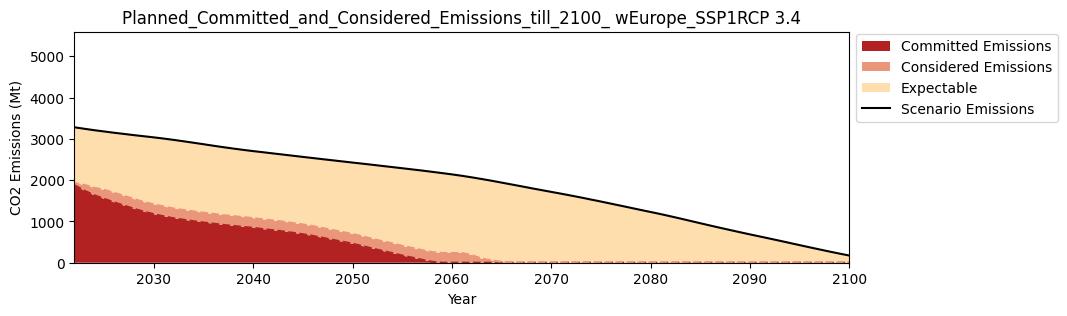 Planned_Committed_and_Considered_Emissions_till_2100_ wEurope_SSP1RCP 3.4
CO2 Emissions (Mt)
5000
4000
3000
2000
1000
0
2030 2040 2050 2060 2070 2080 2090 2100
Year
Committed Emissions
Considered Emissions
Expectable
Scenario Emissions